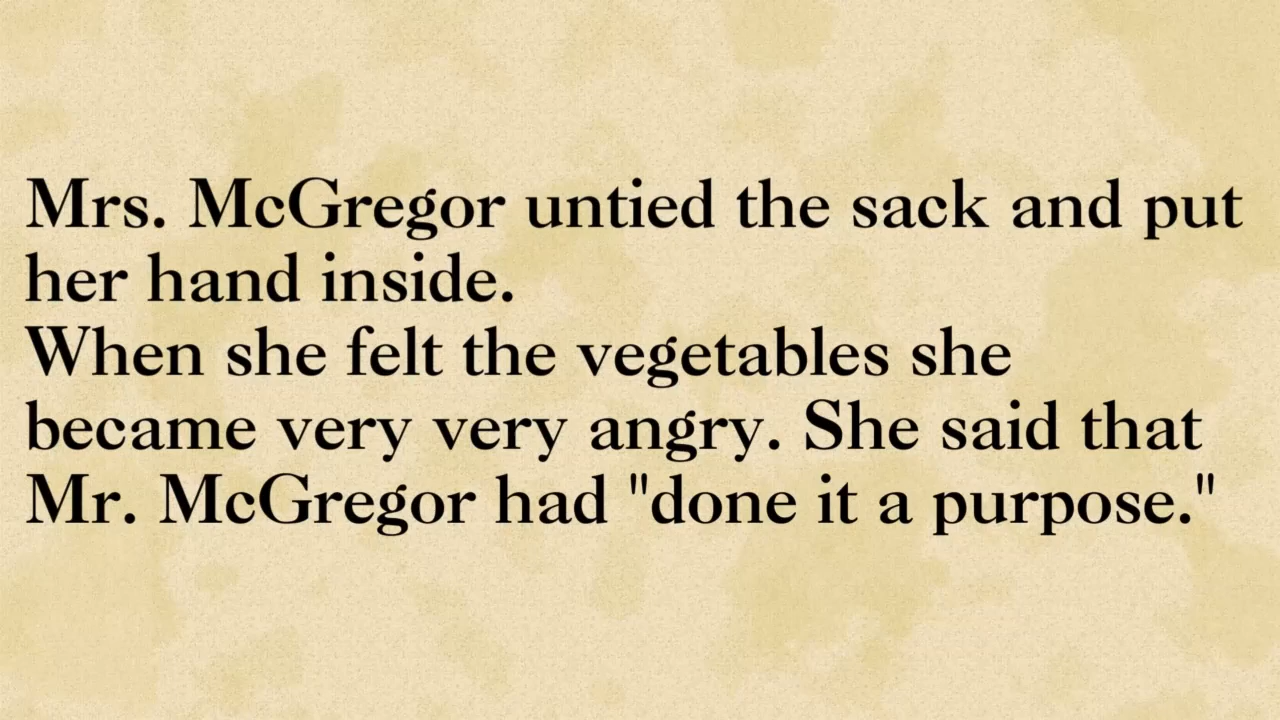 Mrs. McGregor untied the sack and put
her hand inside.
When she felt the vegetables she
became very very angry. She said that
Mr. McGregor had "done it a purpose."